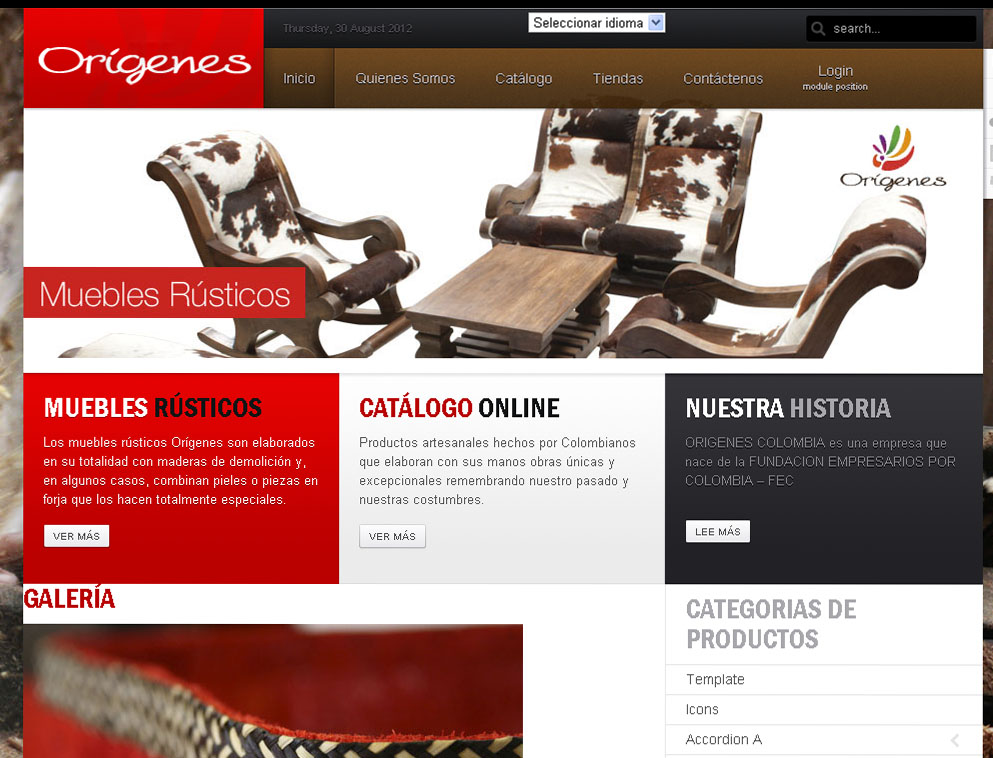 Orígenes
Thursday, 30 August 2012
Seleccionar idioma
search...
Inicio
Quienes Somos
Catálogo
Tiendas
Contáctenos
Login
module position
Orígenes
Muebles Rústicos
MUEBLES RÚSTICOS
Los muebles rústicos Orígenes son elaborados
en su totalidad con maderas de demolición y,
en algunos casos, combinan pieles o piezas en
forja que los hacen totalmente especiales.
VER MÁS
CATÁLOGO ONLINE
Productos artesanales hechos por Colombianos
que elaboran con sus manos obras únicas y
excepcionales remembrando nuestro pasado y
nuestras costumbres.
VER MÁS
NUESTRA HISTORIA
ORIGENES COLOMBIA es una empresa que
nace de la FUNDACION EMPRESARIOS POR
COLOMBIA – FEC
LEE MÁS
GALERÍA
CATEGORIAS DE
PRODUCTOS
Template
Icons
Accordion A